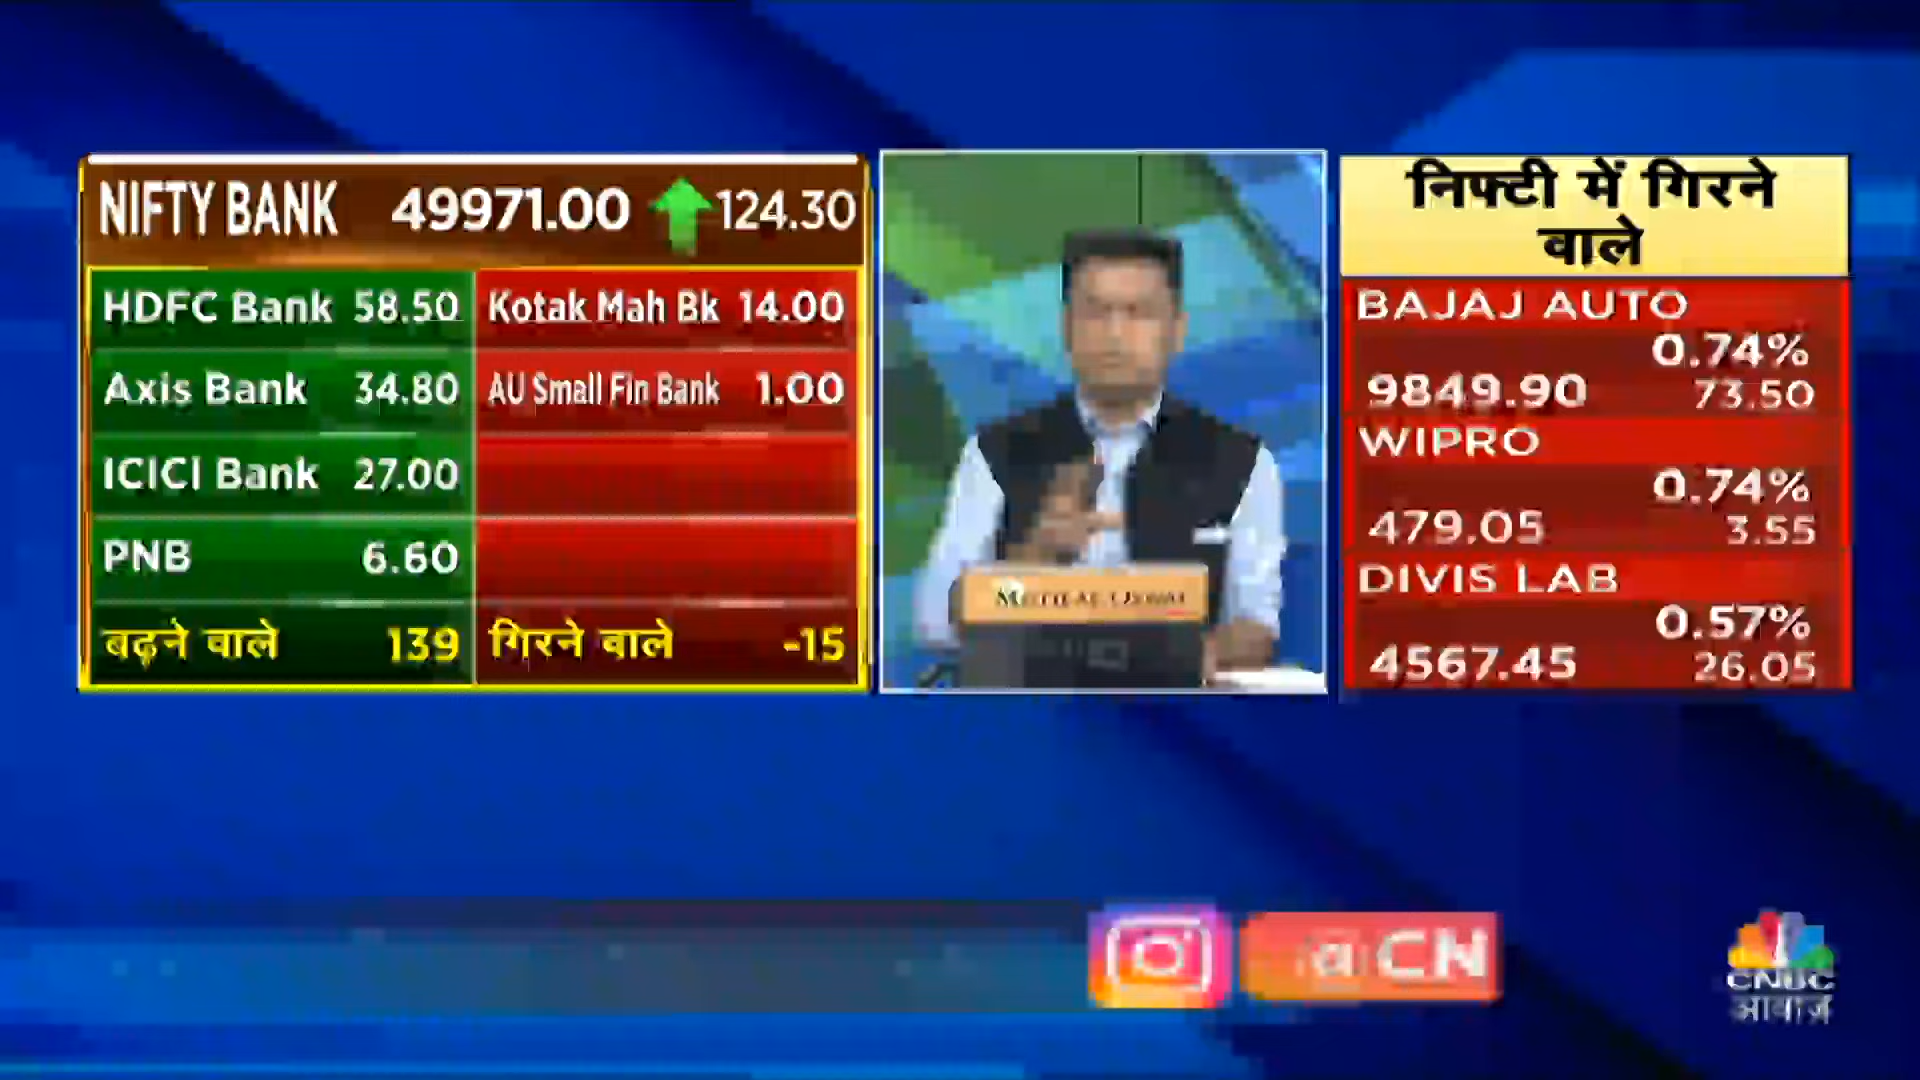 NIFTY BANK 49971.00 124.30
HDFC Bank 58.50 Kotak Mah Bk 14.00
Axis Bank 34.80 AU Small Fin Bank 1.00
ICICI Bank 27.00
PNB 6.60
बढ़ने वाले 139 गिरने वाले -15
MOTILAL OSWAL
निफ्टी में गिरने
वाले
BAJAJ AUTO
0.74%
9849.90 73.50
WIPRO
0.74%
479.05 3.55
DIVIS LAB
0.57%
4567.45 26.05
@CN
CNBC
आवाज़